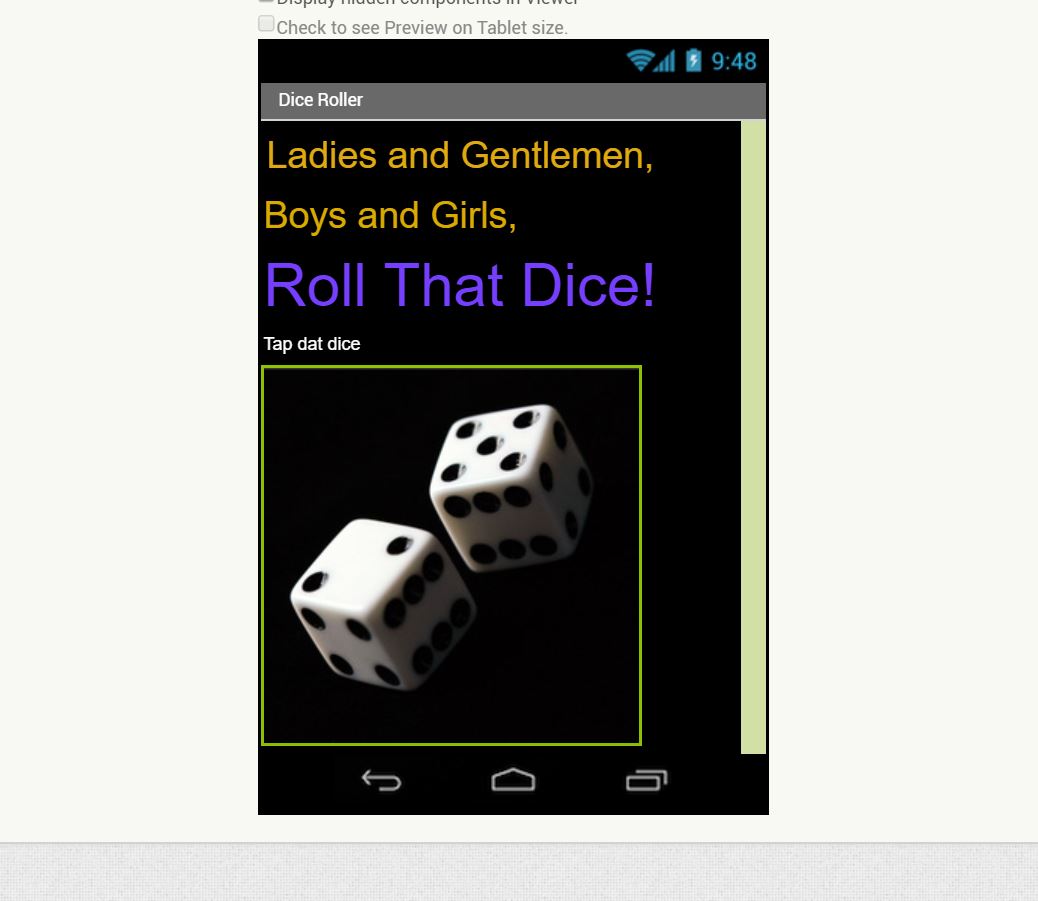 Display hidden components in Viewer
Check to see Preview on Tablet size.
9:48
Dice Roller
Ladies and Gentlemen,
Boys and Girls,
Roll That Dice!
Tap dat dice